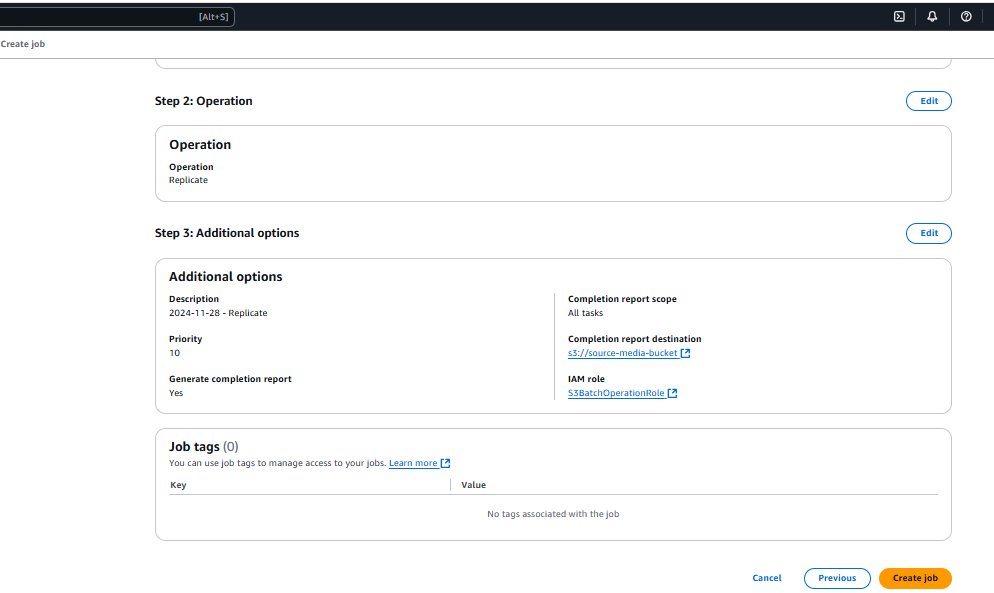 [Alt+S]
Create job
Step 2: Operation
Edit
Operation
Operation
Replicate
Step 3: Additional options
Edit
Additional options
Description
2024-11-28 - Replicate
Priority
10
Generate completion report
Yes
Completion report scope
All tasks
Completion report destination
s3://source-media-bucket
IAM role
S3BatchOperationRole
Job tags (0)
You can use job tags to manage access to your jobs. Learn more
Key Value
No tags associated with the job
Cancel Previous Create job